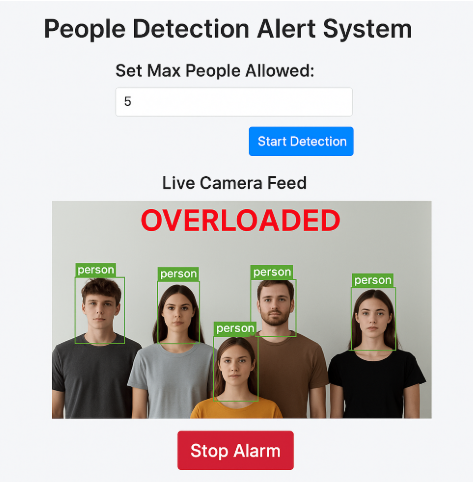 People Detection Alert System
Set Max People Allowed:
5
Start Detection
Live Camera Feed
OVERLOADED
person
person
person
person
person
Stop Alarm